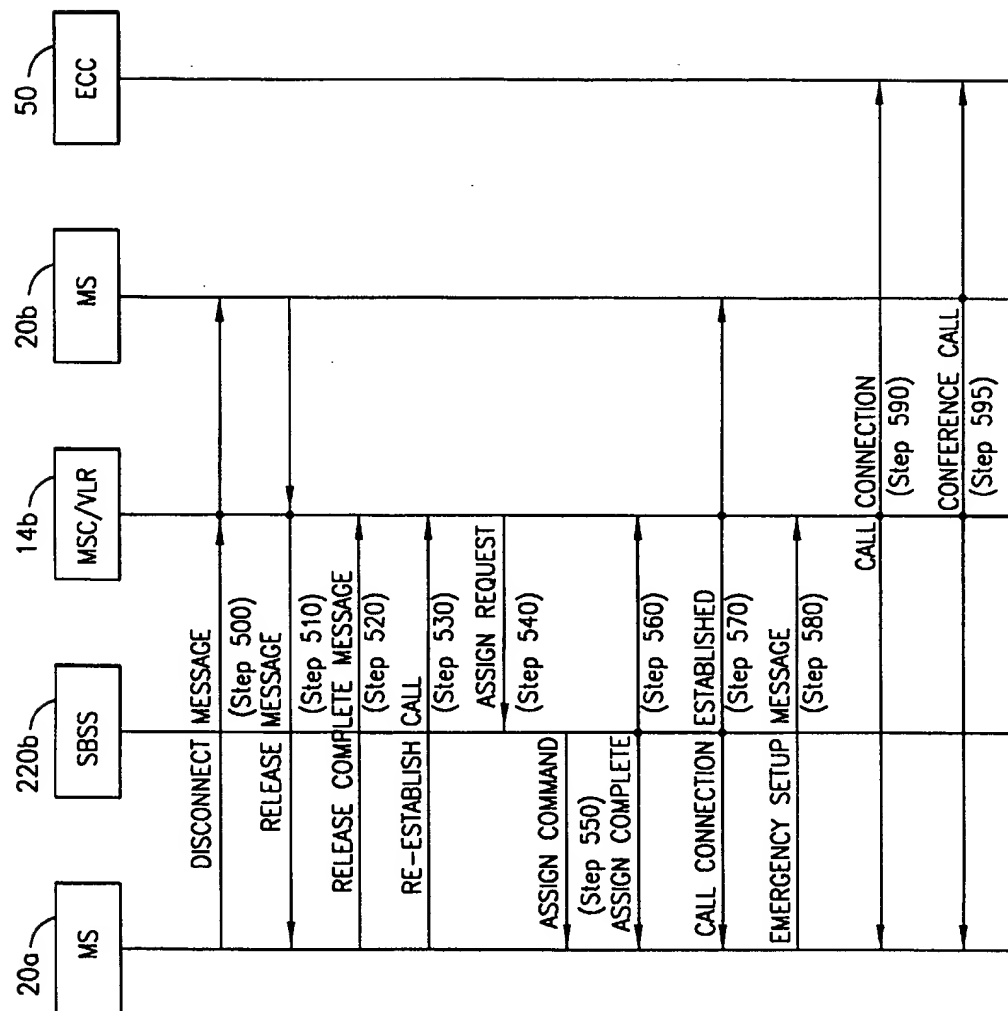 20a
220b
14b
20b
50
MS
SBSS
MSC/VLR
MS
ECC
DISCONNECT MESSAGE
(Step 500)
RELEASE MESSAGE
(Step 510)
RELEASE COMPLETE MESSAGE
(Step 520)
RE-ESTABLISH CALL
(Step 530)
ASSIGN REQUEST
(Step 540)
ASSIGN COMMAND
(Step 550)
ASSIGN COMPLETE
(Step 560)
CALL CONNECTION ESTABLISHED
(Step 570)
EMERGENCY SETUP MESSAGE
(Step 580)
CALL CONNECTION
(Step 590)
CONFERENCE CALL
(Step 595)